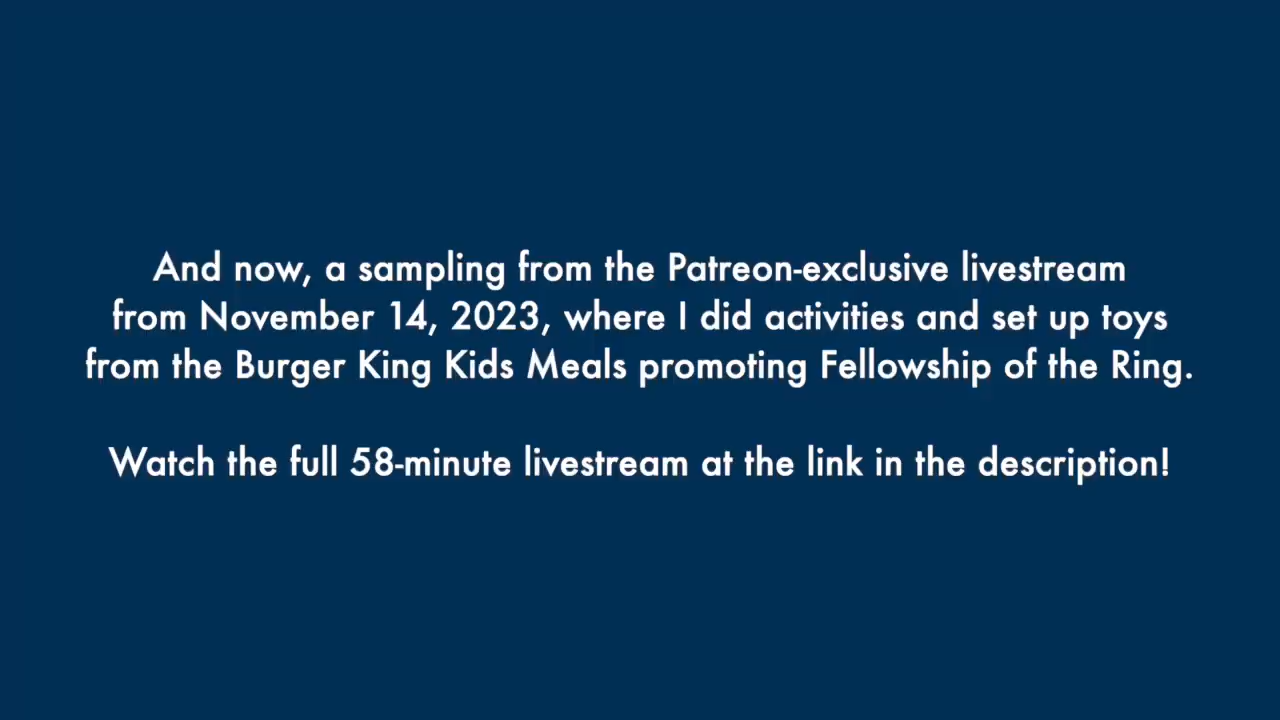 And now, a sampling from the Patreon-exclusive livestream
from November 14, 2023, where I did activities and set up toys
from the Burger King Kids Meals promoting Fellowship of the Ring.
Watch the full 58-minute livestream at the link in the description!